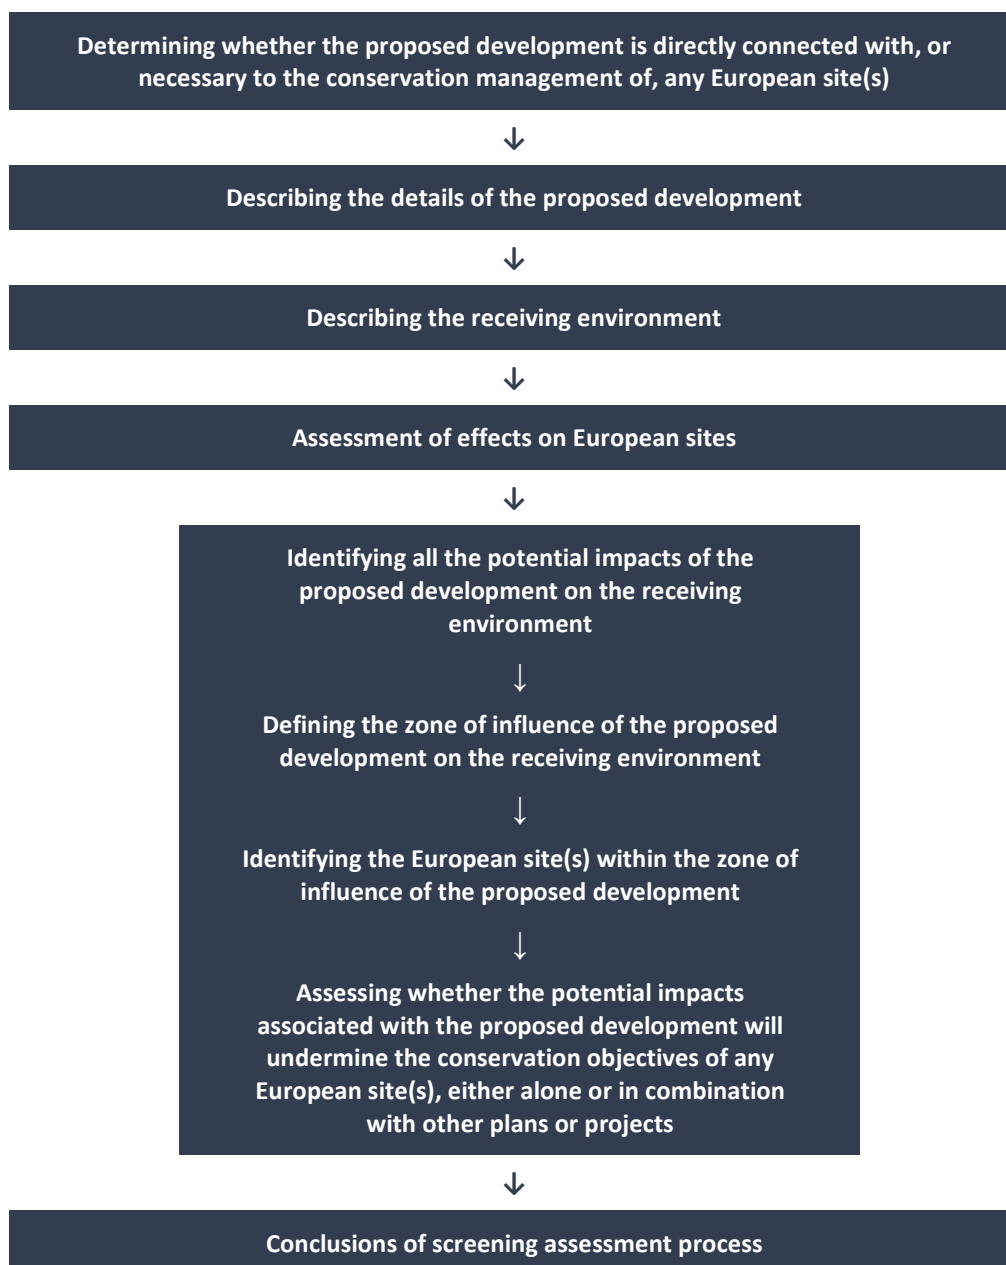 Determining whether the proposed development is directly connected with, or
necessary to the conservation management of, any European site(s)
↓
Describing the details of the proposed development
↓
Describing the receiving environment
↓
Assessment of effects on European sites
↓
Identifying all the potential impacts of the
proposed development on the receiving
environment
↓
Defining the zone of influence of the proposed
development on the receiving environment
↓
Identifying the European site(s) within the zone of
influence of the proposed development
↓
Assessing whether the potential impacts
associated with the proposed development will
undermine the conservation objectives of any
European site(s), either alone or in combination
with other plans or projects
↓
Conclusions of screening assessment process